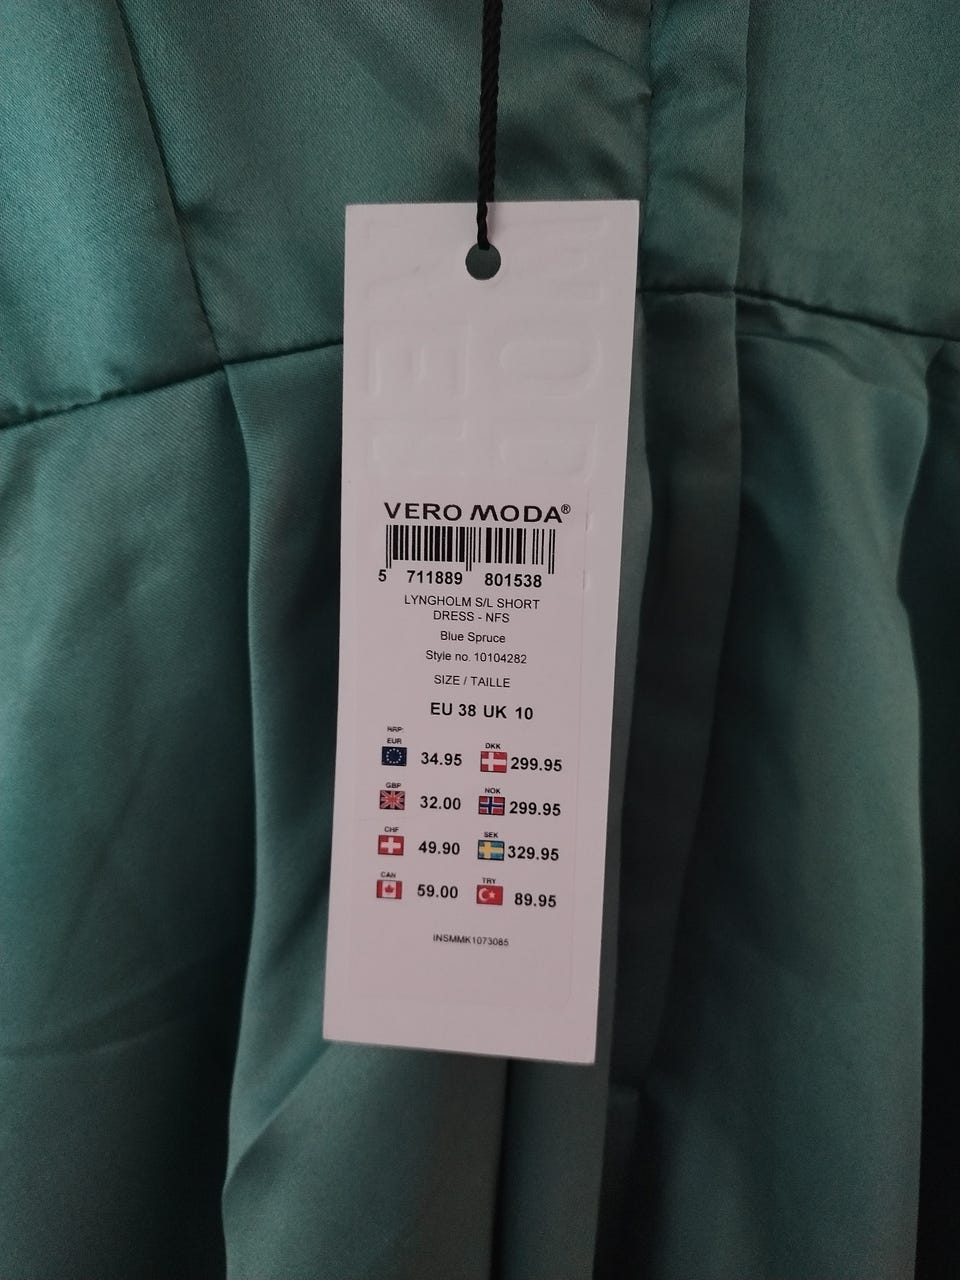 VERO MODA®
5 711889 801538
LYNGHOLM S/L SHORT
DRESS - NFS
Blue Spruce
Style no. 10104282
SIZE / TAILLE
EU 38 UK 10
RRP:
EUR 34.95 DKK 299.95
GBP 32.00 NOK 299.95
CHF 49.90 SEK 329.95
CAN 59.00 TRY 89.95
INSMMK1073085